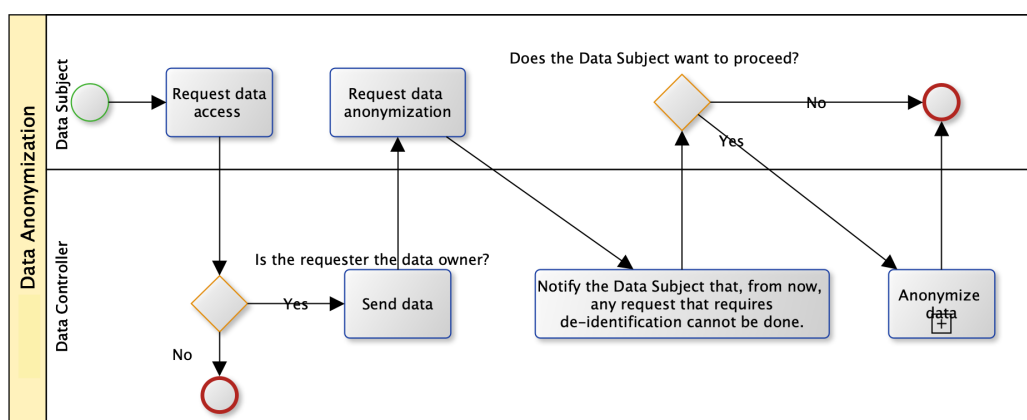 Data Anonymization
Data Subject
Request data
access
Request data
anonymization
Does the Data Subject want to proceed?
No
Yes
Data Controller
Is the requester the data owner?
Yes
No
Send data
Notify the Data Subject that, from now,
any request that requires
de-identification cannot be done.
Anonymize
data